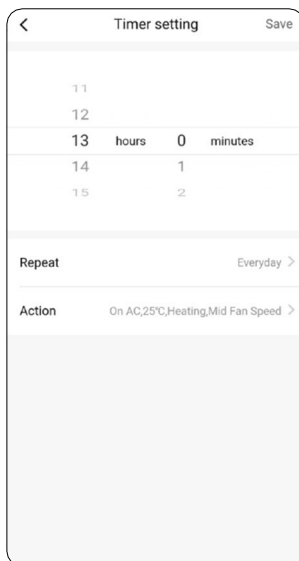 Timer setting Save
11
12
13 hours 0 minutes
14 1
15 2
Repeat Everyday
Action On AC,25°C,Heating,Mid Fan Speed